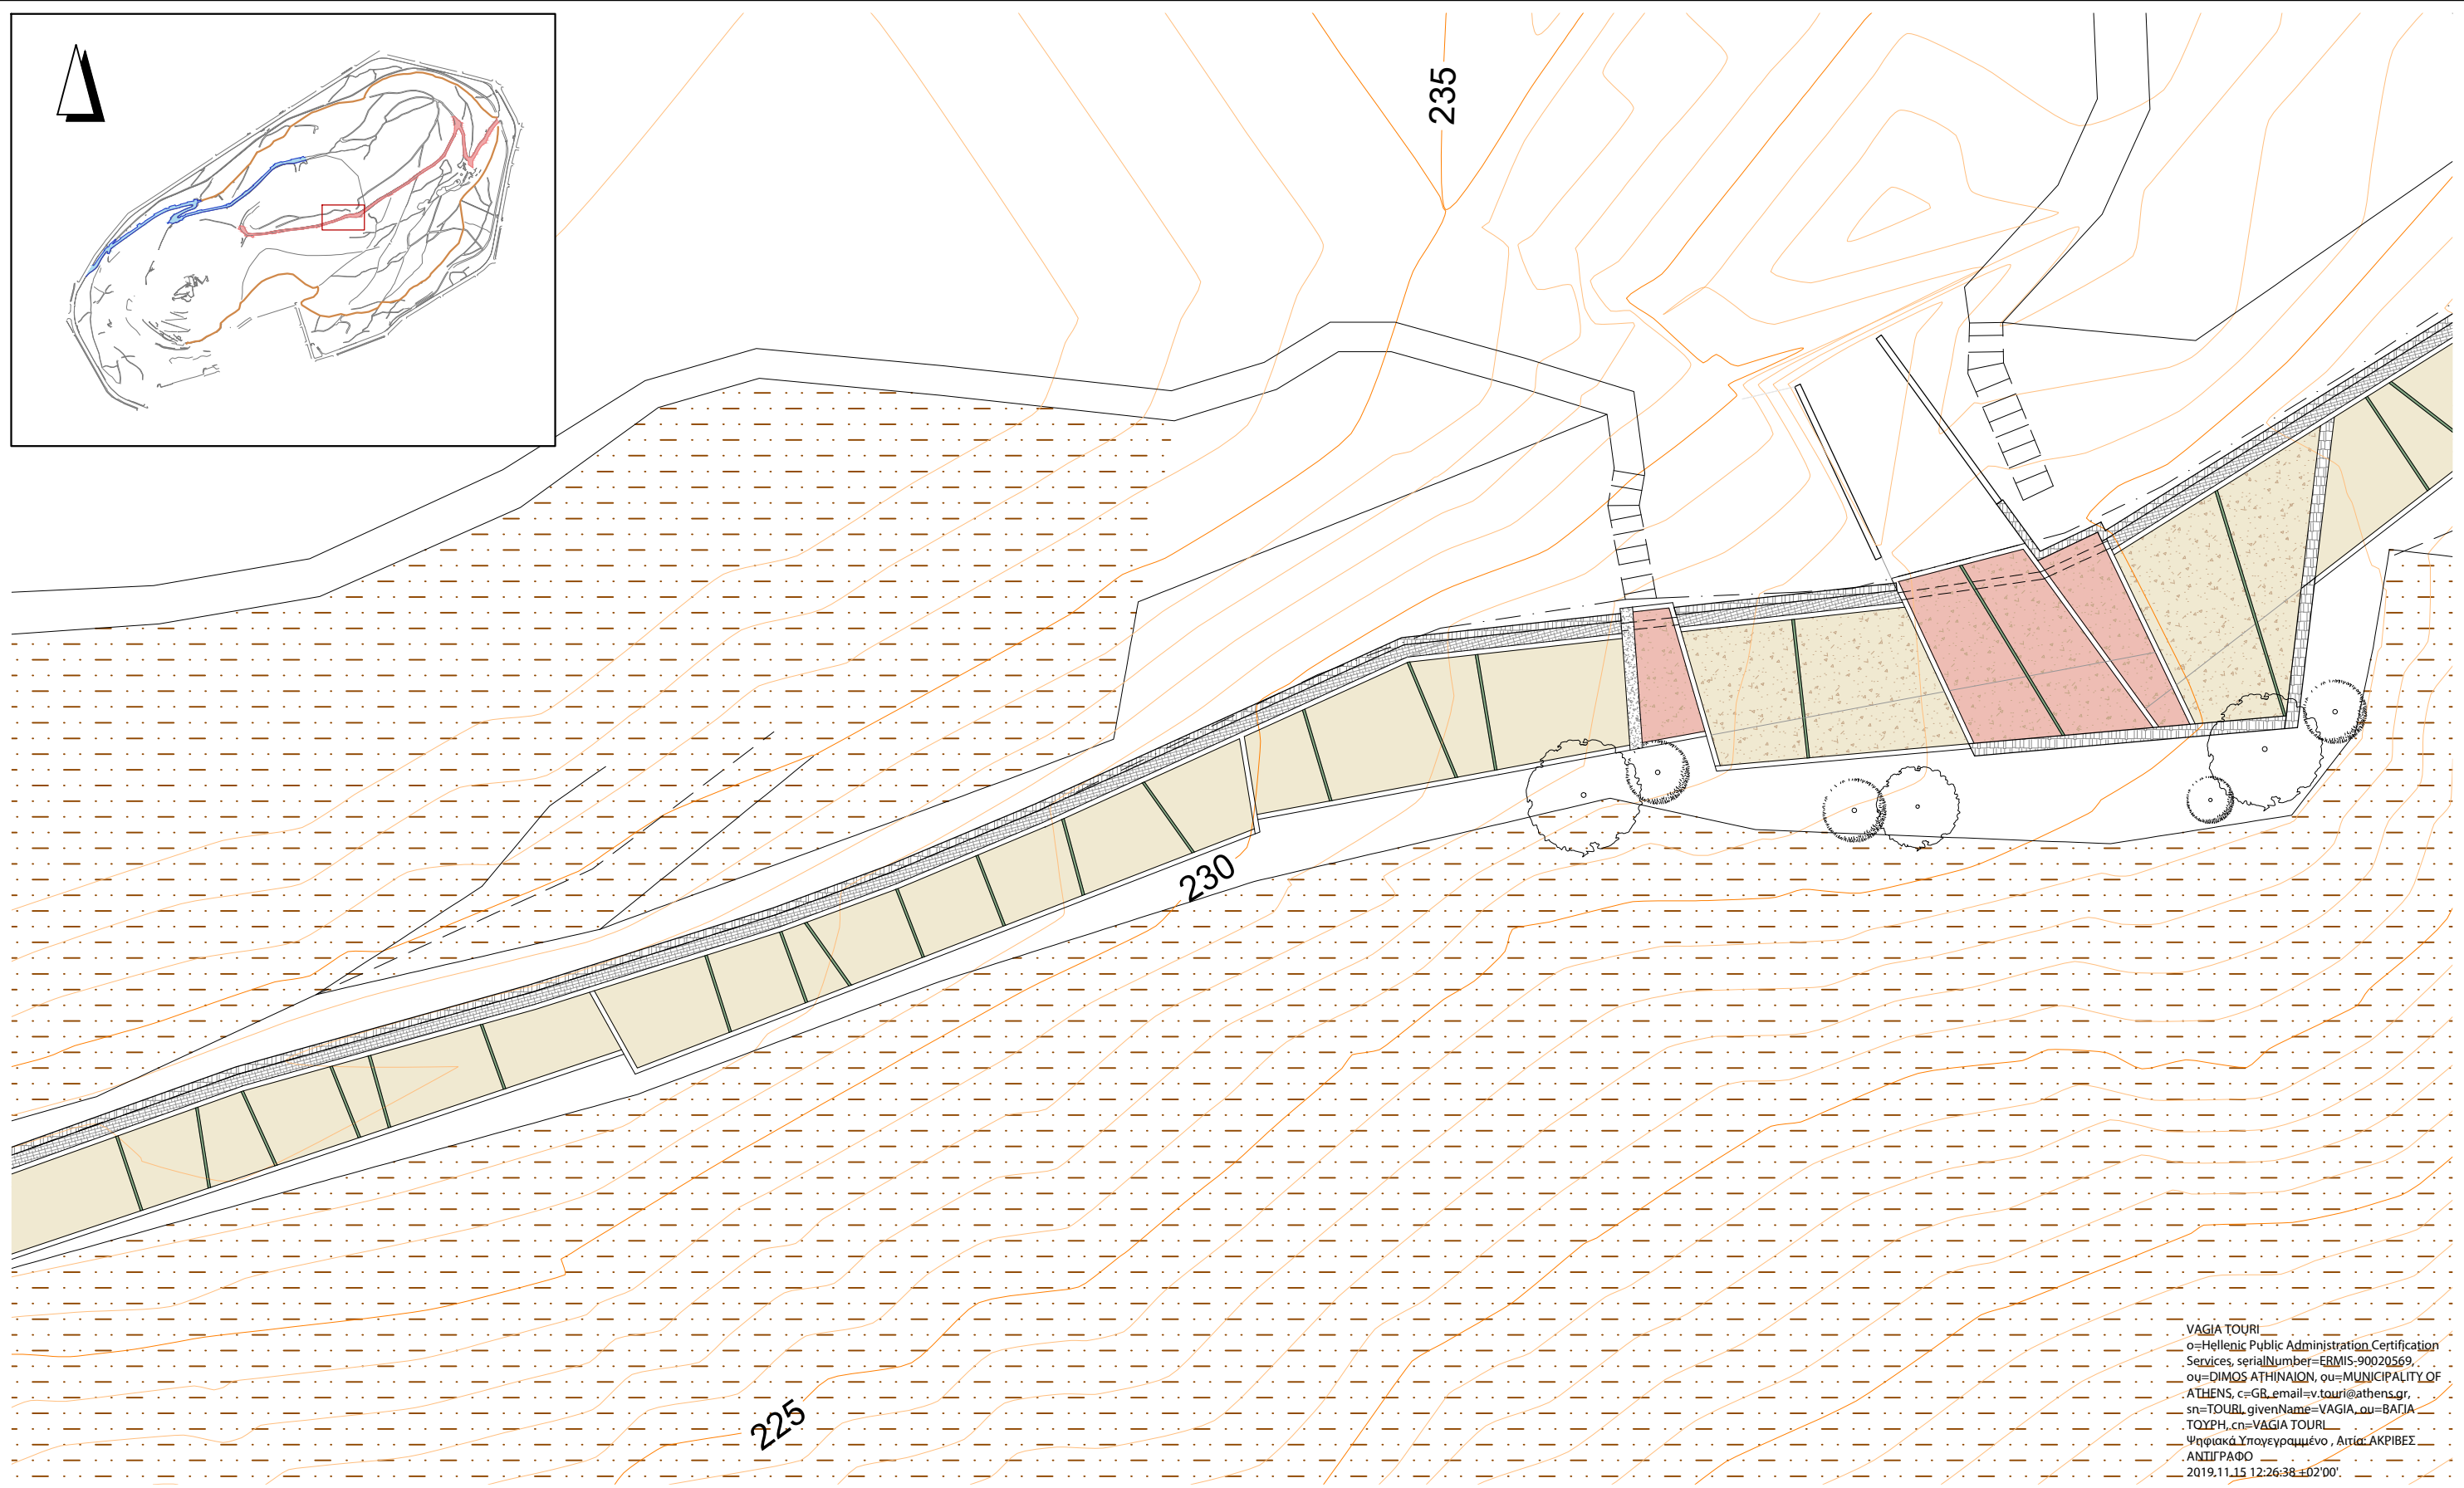 235
230
225
VAGIA TOURI
o=Hellenic Public Administration Certification
Services, serialNumber=ERMIS-90020569,
ou=DIMOS ATHINAION, ou=MUNICIPALITY OF
ATHENS, c=GR, email=v.touri@athens.gr,
sn=TOURI, givenName=VAGIA, ou=ΒΑΓΙΑ
ΤΟΥΡΗ, cn=VAGIA TOURI
Ψηφιακά Υπογεγραμμένο , Αιτία: ΑΚΡΙΒΕΣ
ΑΝΤΙΓΡΑΦΟ
2019.11.15 12:26:38 +02'00'